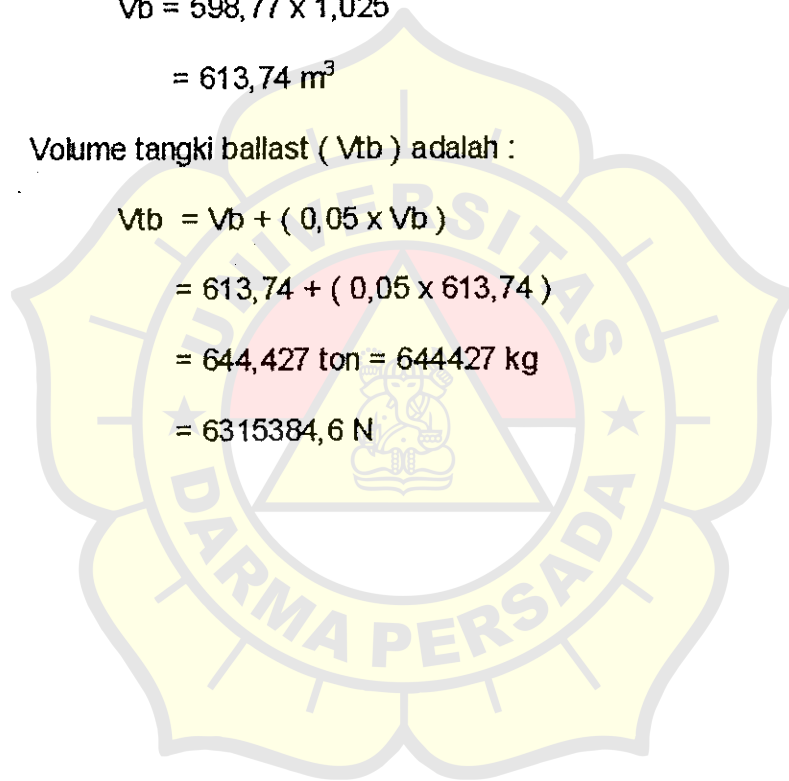 Vb = 598,77 x 1,025
= 613,74 m³
Volume tangki ballast ( Vtb ) adalah :
Vtb = Vb + ( 0,05 x Vb )
= 613,74 + ( 0,05 x 613,74 )
= 644,427 ton = 644427 kg
= 6315384,6 N
UNIVERSITAS
DARMA PERSADA